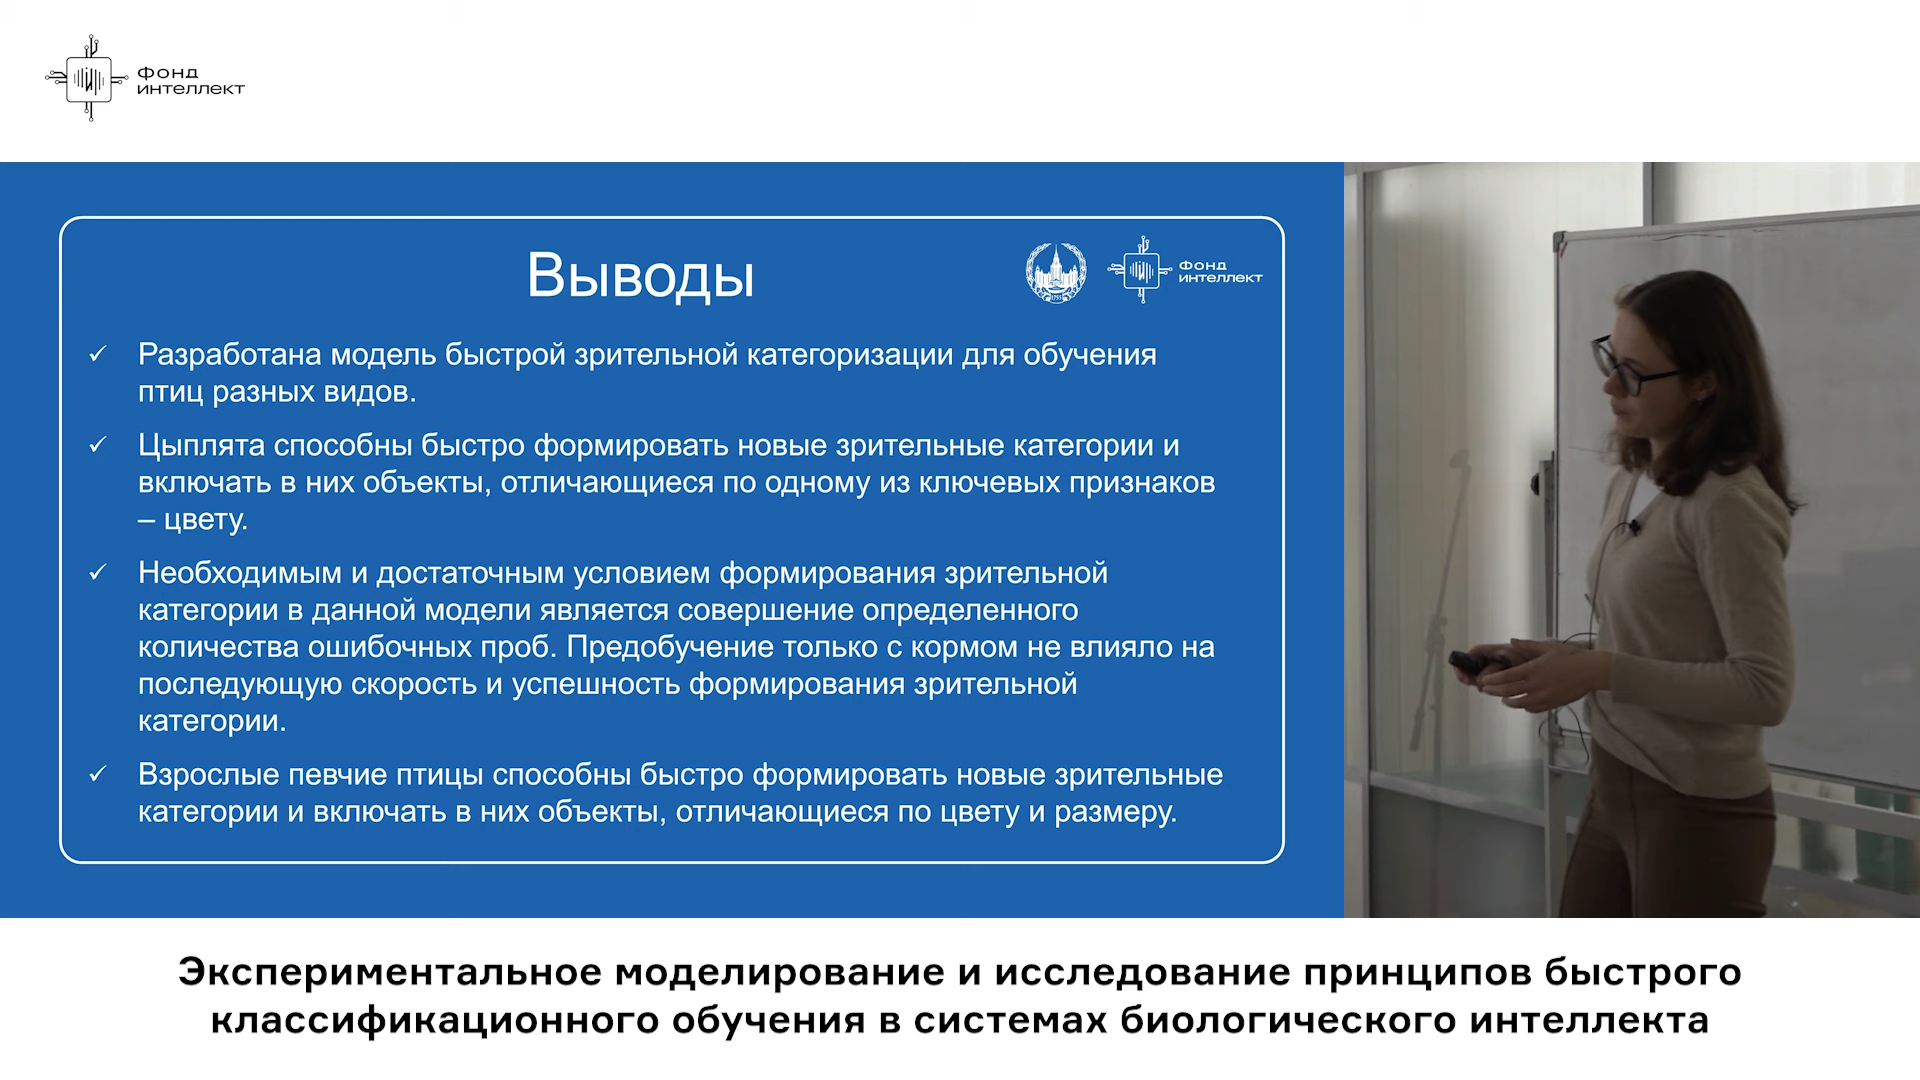 Фонд
интеллект
Выводы
1755
Фонд
интеллект
✓ Разработана модель быстрой зрительной категоризации для обучения
птиц разных видов.
✓ Цыплята способны быстро формировать новые зрительные категории и
включать в них объекты, отличающиеся по одному из ключевых признаков
– цвету.
✓ Необходимым и достаточным условием формирования зрительной
категории в данной модели является совершение определенного
количества ошибочных проб. Предобучение только с кормом не влияло на
последующую скорость и успешность формирования зрительной
категории.
✓ Взрослые певчие птицы способны быстро формировать новые зрительные
категории и включать в них объекты, отличающиеся по цвету и размеру.
Экспериментальное моделирование и исследование принципов быстрого
классификационного обучения в системах биологического интеллекта